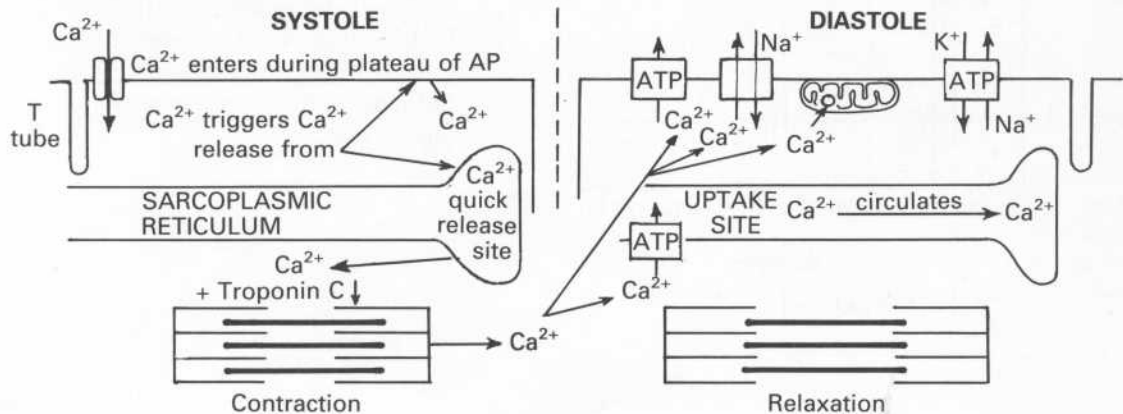 SYSTOLE
Ca²⁺
Ca²⁺ enters during plateau of AP
T
tube
Ca²⁺ triggers Ca²⁺
release from
Ca²⁺
Ca²⁺
quick
release
site
SARCOPLASMIC
RETICULUM
Ca²⁺
+ Troponin C
Ca²⁺
Contraction
DIASTOLE
Na⁺
K⁺
ATP
ATP
Ca²⁺
Ca²⁺
Ca²⁺
Na⁺
UPTAKE
SITE
Ca²⁺
circulates
Ca²⁺
ATP
Ca²⁺
Relaxation